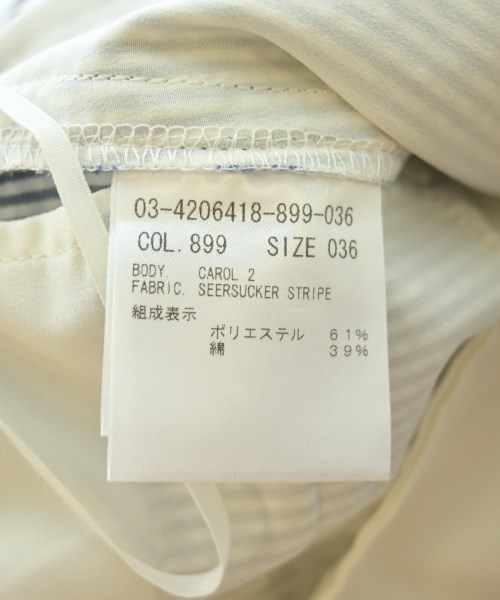 03-4206418-899-036
COL. 899 SIZE 036
BODY. CAROL 2
FABRIC. SEERSUCKER STRIPE
組成表示
ポリエステル 61%
綿 39%